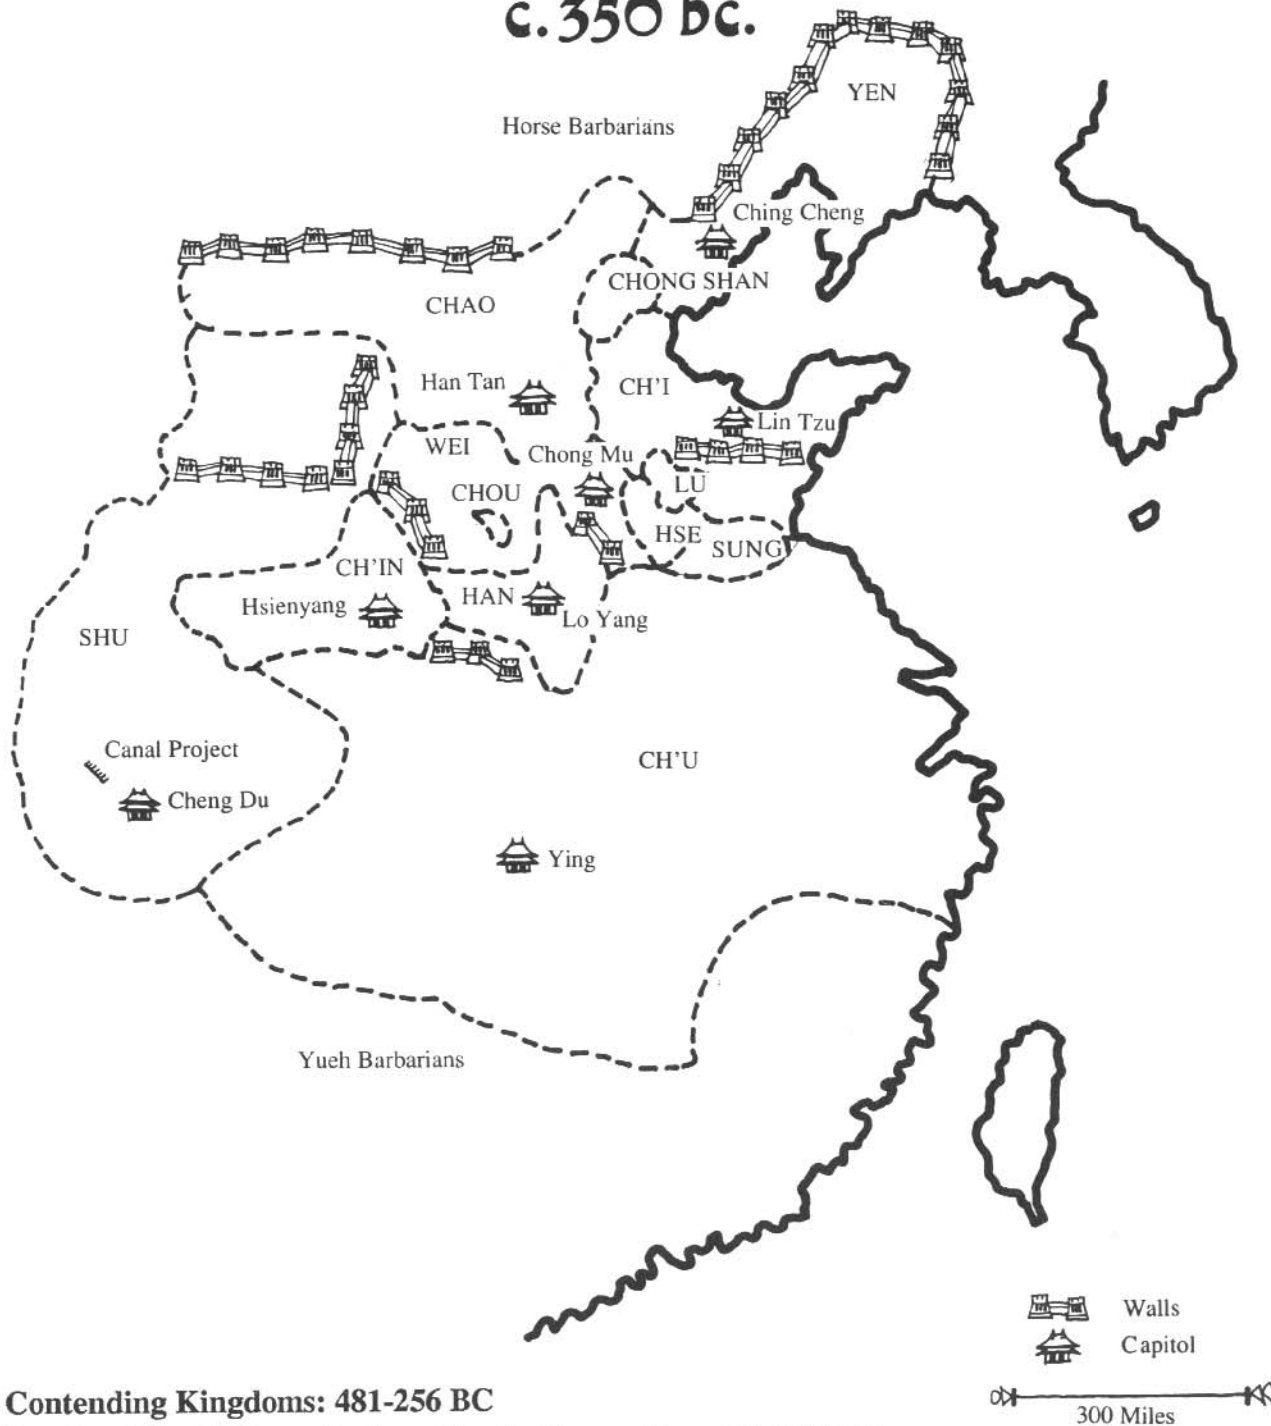 c. 350 BC.
YEN
Horse Barbarians
Ching Cheng
CHONG SHAN
CHAO
Han Tan
CH'I
Lin Tzu
WEI
Chong Mu
CHOU
LU
HSE
SUNG
CH'IN
HAN
Hsienyang
Lo Yang
SHU
Canal Project
CH'U
Cheng Du
Ying
Yueh Barbarians
Walls
Capitol
Contending Kingdoms: 481-256 BC
300 Miles